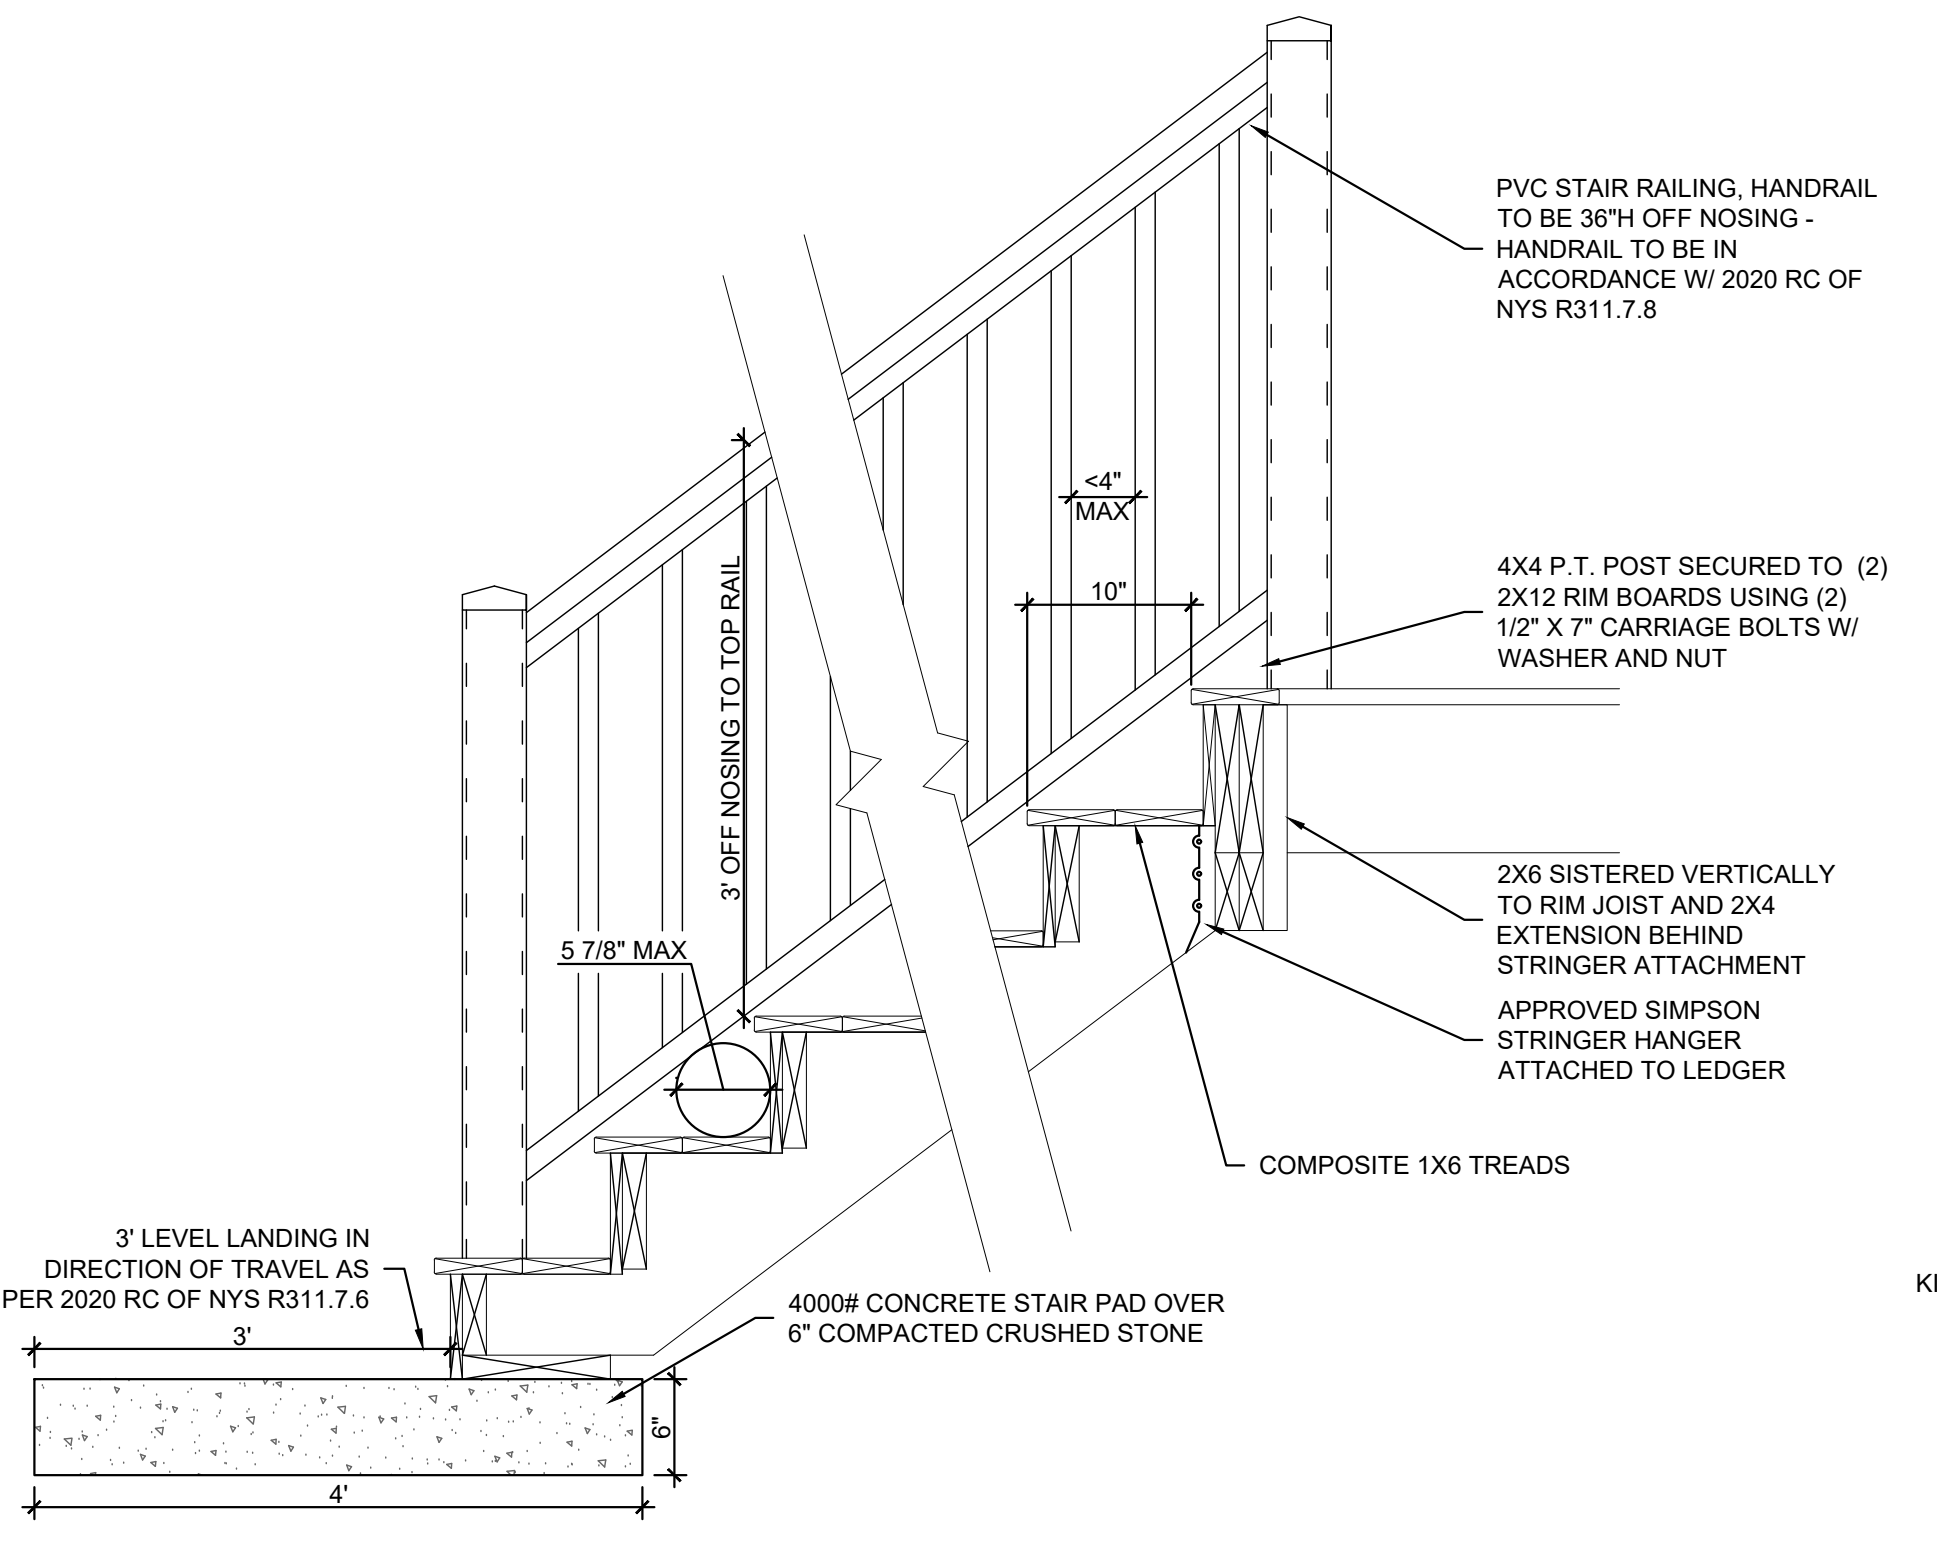 PVC STAIR RAILING, HANDRAIL
TO BE 36"H OFF NOSING -
HANDRAIL TO BE IN
ACCORDANCE W/ 2020 RC OF
NYS R311.7.8
<4"
MAX
10"
4X4 P.T. POST SECURED TO (2)
2X12 RIM BOARDS USING (2)
1/2" X 7" CARRIAGE BOLTS W/
WASHER AND NUT
3' OFF NOSING TO TOP RAIL
5 7/8" MAX
2X6 SISTERED VERTICALLY
TO RIM JOIST AND 2X4
EXTENSION BEHIND
STRINGER ATTACHMENT
APPROVED SIMPSON
STRINGER HANGER
ATTACHED TO LEDGER
COMPOSITE 1X6 TREADS
3' LEVEL LANDING IN
DIRECTION OF TRAVEL AS
PER 2020 RC OF NYS R311.7.6
3'
4000# CONCRETE STAIR PAD OVER
6" COMPACTED CRUSHED STONE
6"
4'